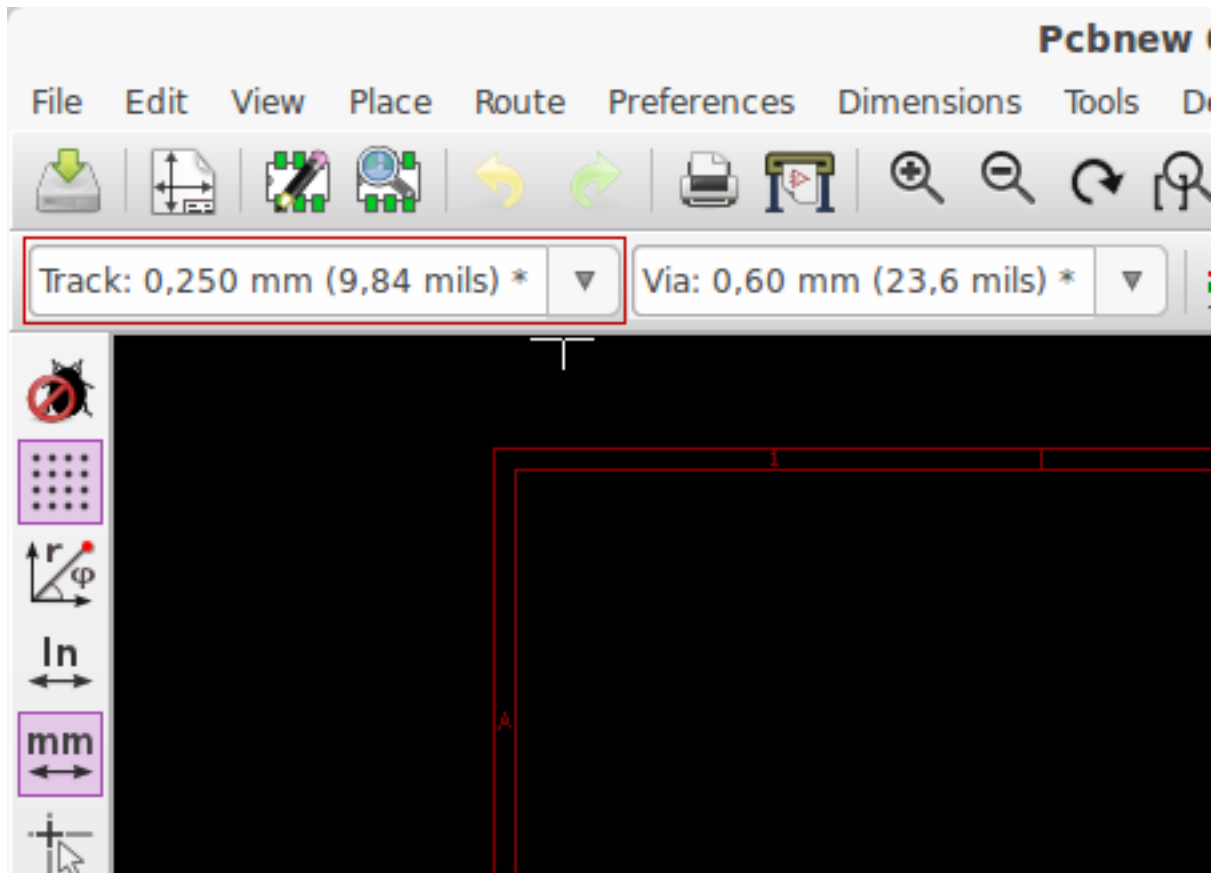 Pcbnew
File Edit View Place Route Preferences Dimensions Tools
Track: 0,250 mm (9,84 mils) * Via: 0,60 mm (23,6 mils) *
1
r
φ
In
mm
A